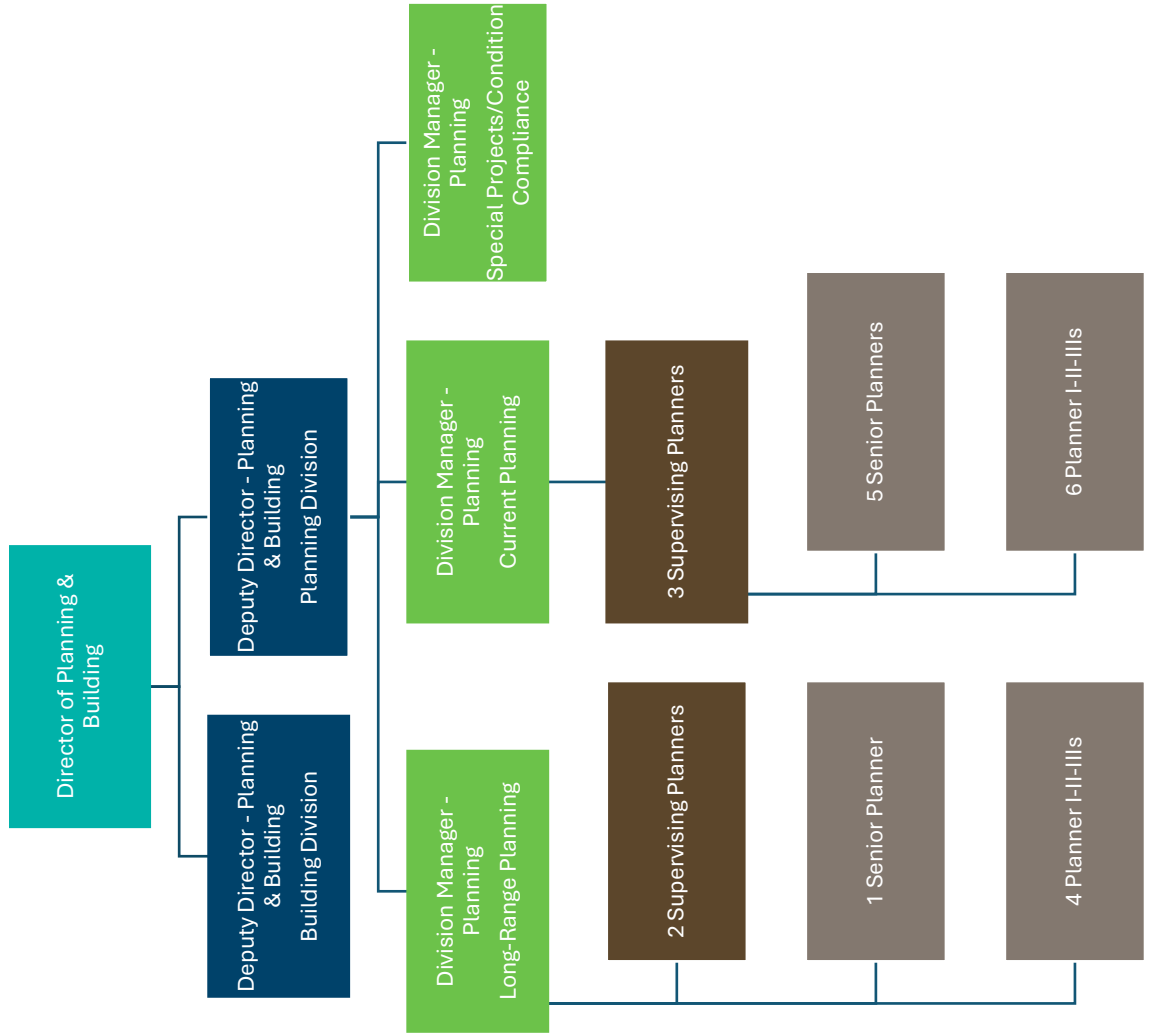 Director of Planning &
Building
Deputy Director - Planning
& Building
Building Division
Deputy Director - Planning
& Building
Planning Division
Division Manager -
Planning
Long-Range Planning
Division Manager -
Planning
Current Planning
Division Manager -
Planning
Special Projects/Condition
Compliance
2 Supervising Planners
1 Senior Planner
4 Planner I-II-IIIs
3 Supervising Planners
5 Senior Planners
6 Planner I-II-IIIs